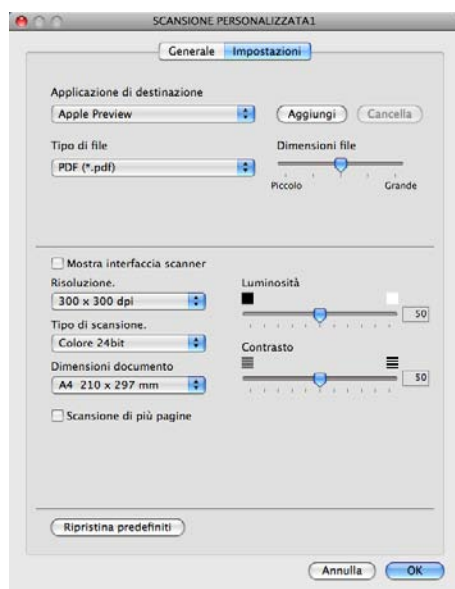 SCANSIONE PERSONALIZZATA1
Generale Impostazioni
Applicazione di destinazione
Apple Preview Aggiungi Cancella
Tipo di file Dimensioni file
PDF (*.pdf)
Piccolo Grande
Mostra interfaccia scanner
Risoluzione. Luminosità
300 x 300 dpi 50
Tipo di scansione.
Colore 24bit Contrasto
Dimensioni documento
A4 210 x 297 mm 50
Scansione di più pagine
Ripristina predefiniti
Annulla OK